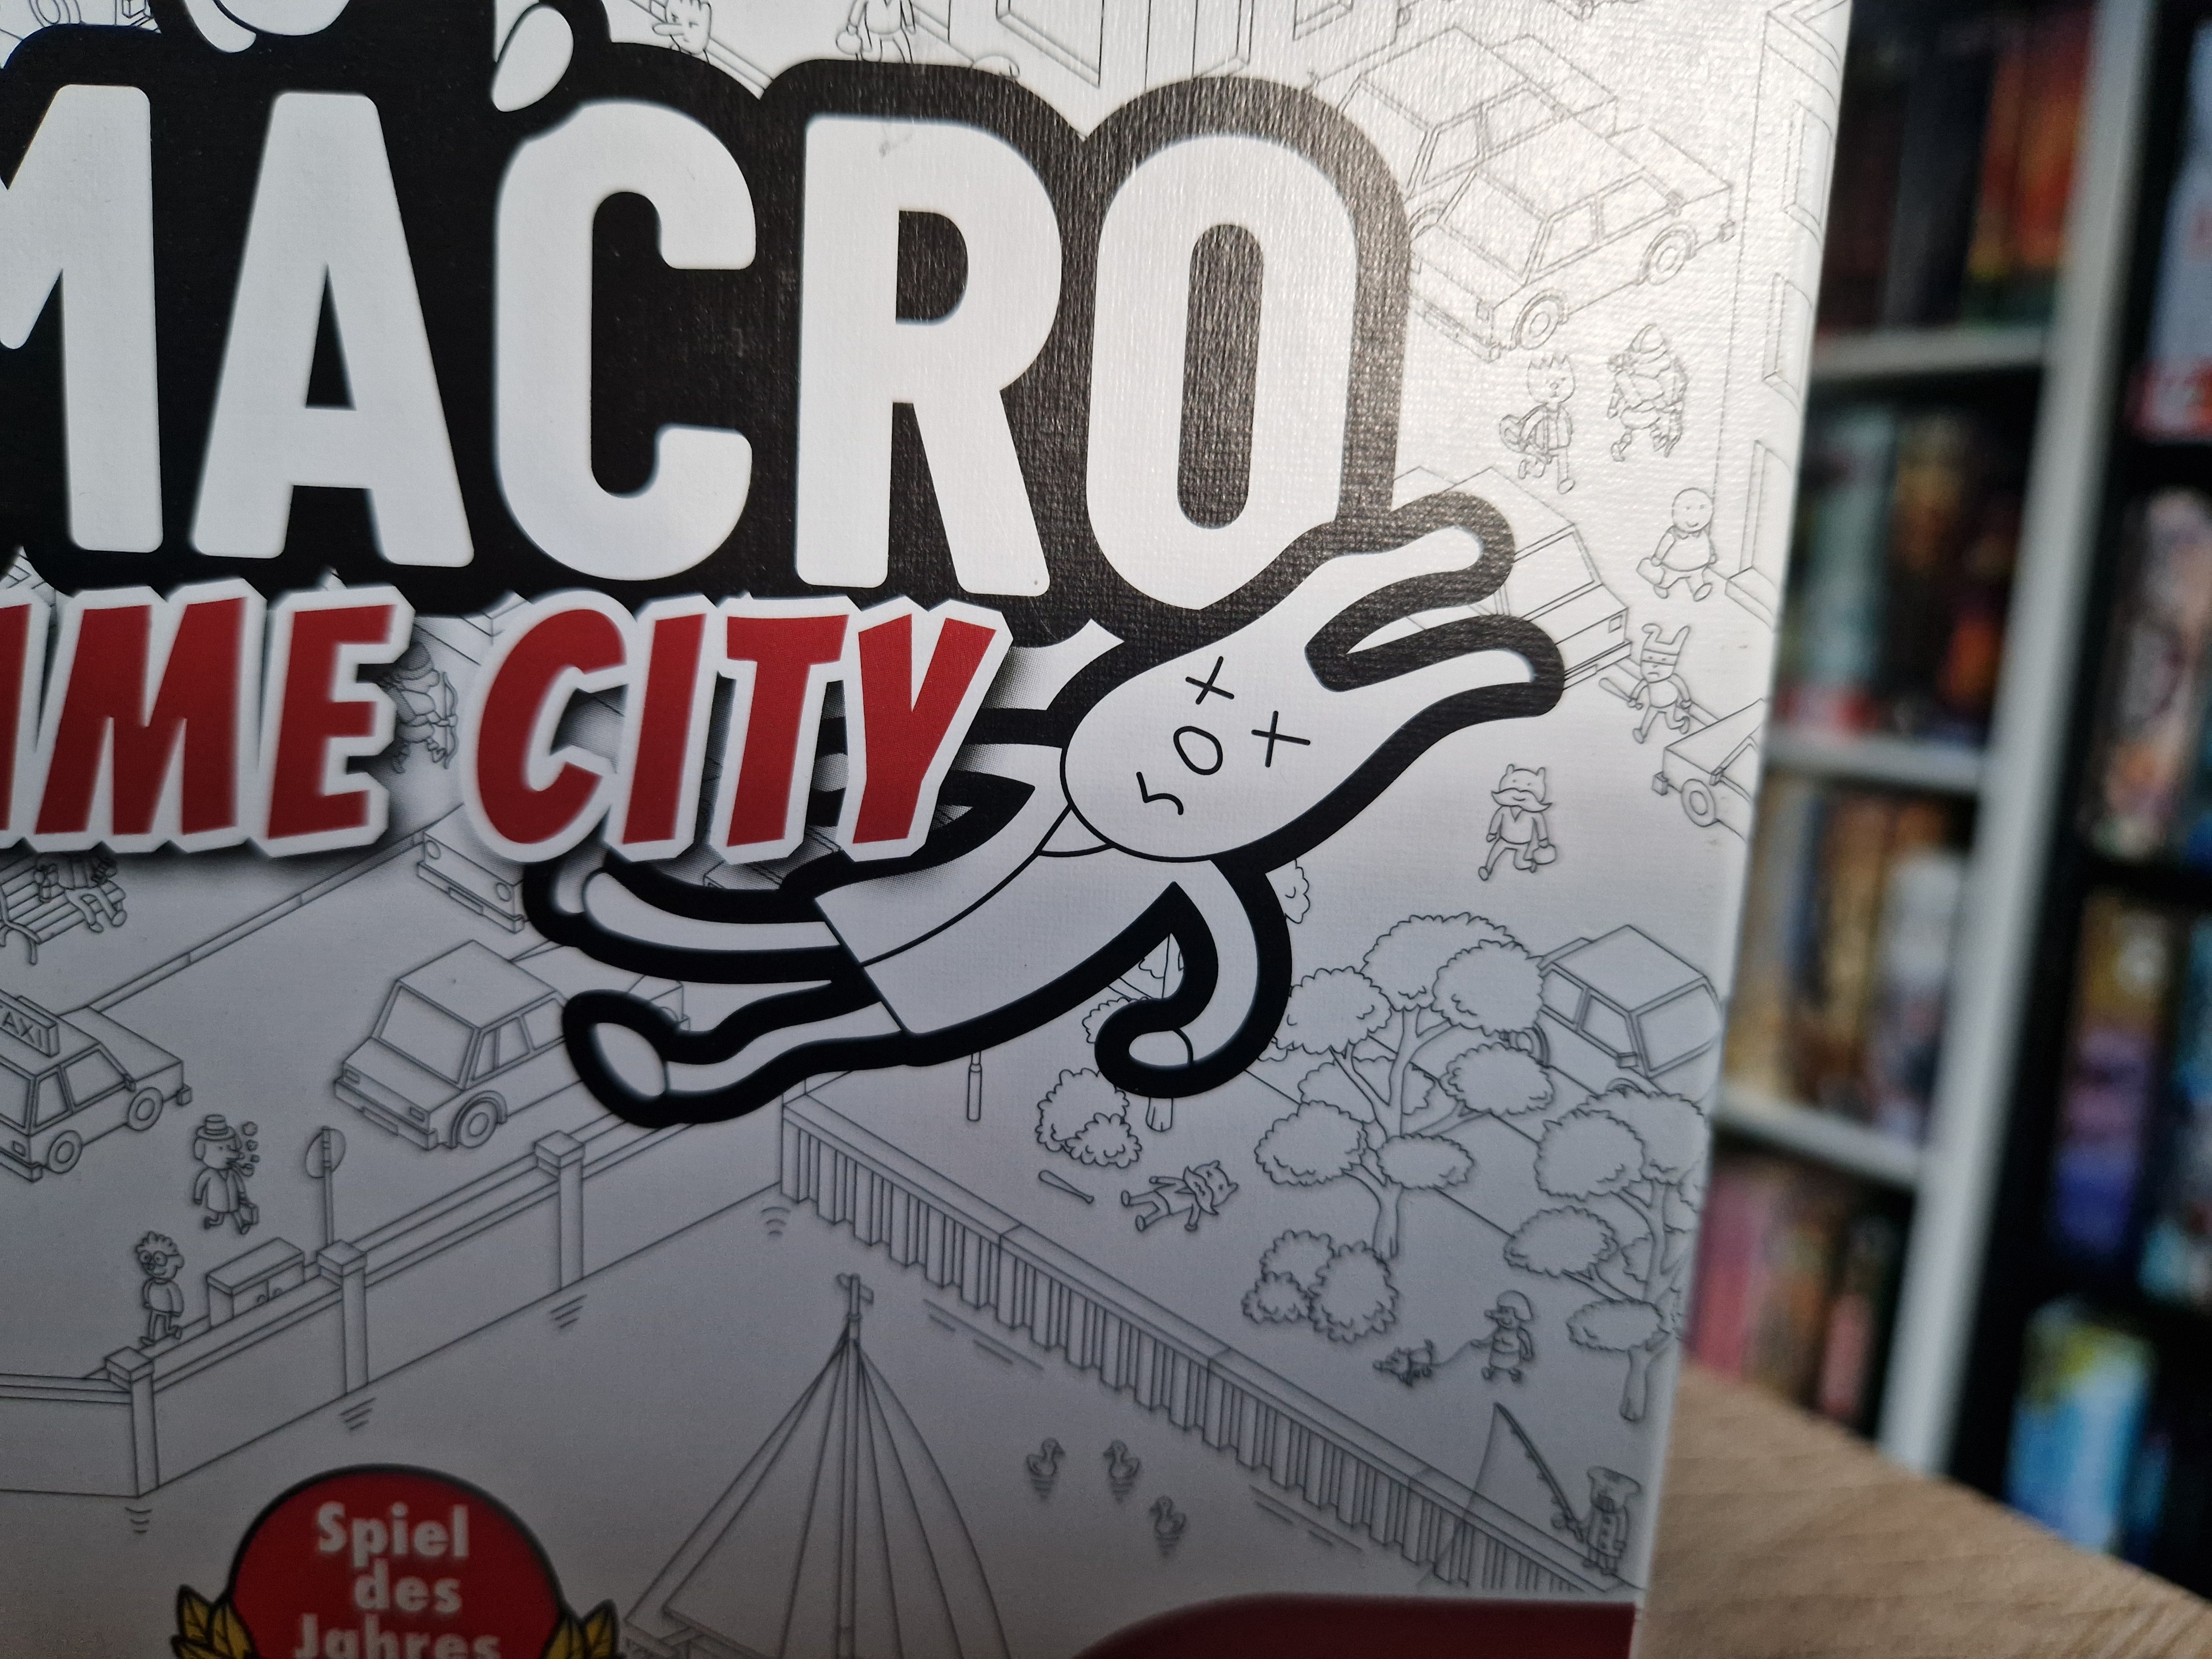 MACRO
IME CITY
TAXI
Spiel
des
Jahres